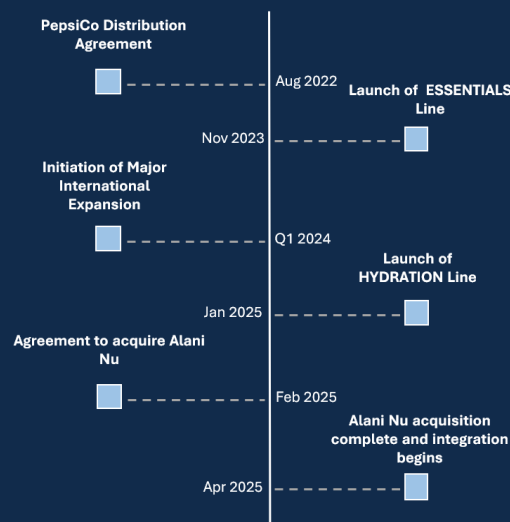 PepsiCo Distribution
Agreement
Aug 2022
Launch of ESSENTIALS
Line
Nov 2023
Initiation of Major
International
Expansion
Q1 2024
Launch of
HYDRATION Line
Jan 2025
Agreement to acquire Alani
Nu
Feb 2025
Alani Nu acquisition
complete and integration
begins
Apr 2025